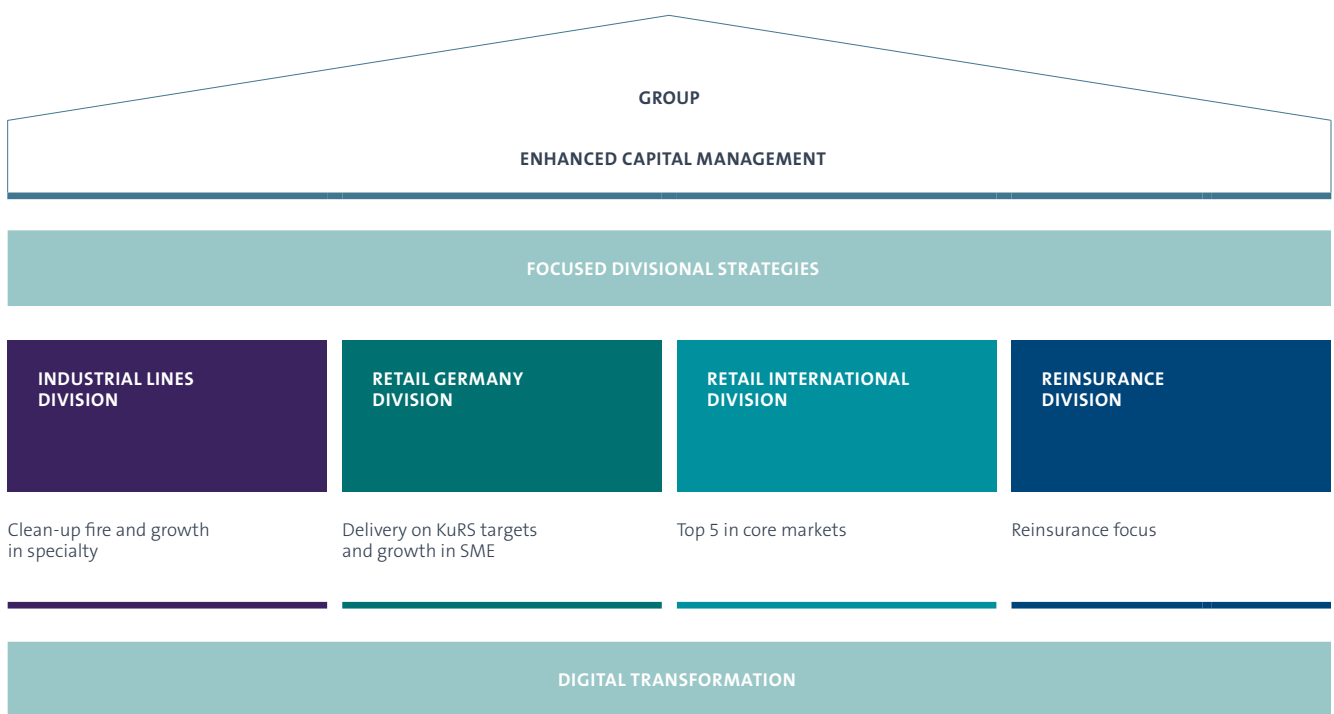 GROUP
ENHANCED CAPITAL MANAGEMENT
FOCUSED DIVISIONAL STRATEGIES
INDUSTRIAL LINES
DIVISION
RETAIL GERMANY
DIVISION
RETAIL INTERNATIONAL
DIVISION
REINSURANCE
DIVISION
Clean-up fire and growth
in specialty
Delivery on KuRS targets
and growth in SME
Top 5 in core markets
Reinsurance focus
DIGITAL TRANSFORMATION